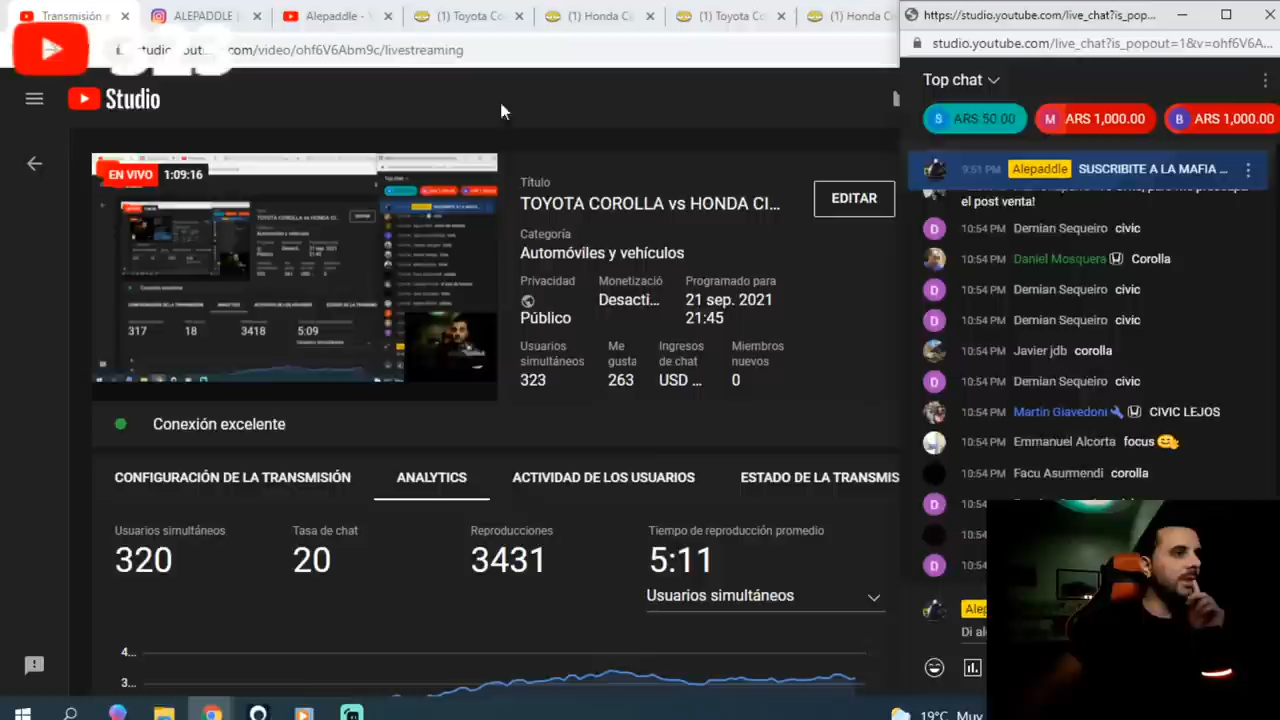 Transmisión e
ALEPADDLE
Alepaddle - 
(1) Toyota Co
(1) Honda Ci
(1) Toyota Co
(1) Honda Ci
https://studio.youtube.com/live_chat?is_pop...
studio.youtube.com/live_chat?is_popout=1&v=ohf6V6A...
com/video/ohf6V6Abm9c/livestreaming
Studio
Top chat
ARS 50.00
ARS 1,000.00
ARS 1,000.00
9:51 PM Alepaddle SUSCRIBITE A LA MAFIA ...
el post venta!
10:54 PM Demian Sequeiro civic
10:54 PM Daniel Mosquera Corolla
10:54 PM Demian Sequeiro civic
10:54 PM Demian Sequeiro civic
10:54 PM Javier jdb corolla
10:54 PM Demian Sequeiro civic
10:54 PM Martin Giavedoni CIVIC LEJOS
10:54 PM Emmanuel Alcorta focus
10:54 PM Facu Asurmendi corolla
10:54
10:54
10:54
Alep
Di al
EN VIVO 1:09:16
Título
TOYOTA COROLLA vs HONDA CI...
EDITAR
Categoría
Automóviles y vehículos
Privacidad
Público
Monetizació
Desacti...
Programado para
21 sep. 2021
21:45
Usuarios
simultáneos
323
Me
gusta
263
Ingresos
de chat
USD ...
Miembros
nuevos
0
317
18
3418
5:09
Conexión excelente
CONFIGURACIÓN DE LA TRANSMISIÓN
ANALYTICS
ACTIVIDAD DE LOS USUARIOS
ESTADO DE LA TRANSMIS
Usuarios simultáneos
320
Tasa de chat
20
Reproducciones
3431
Tiempo de reproducción promedio
5:11
Usuarios simultáneos
4...
3...
19°C Muy